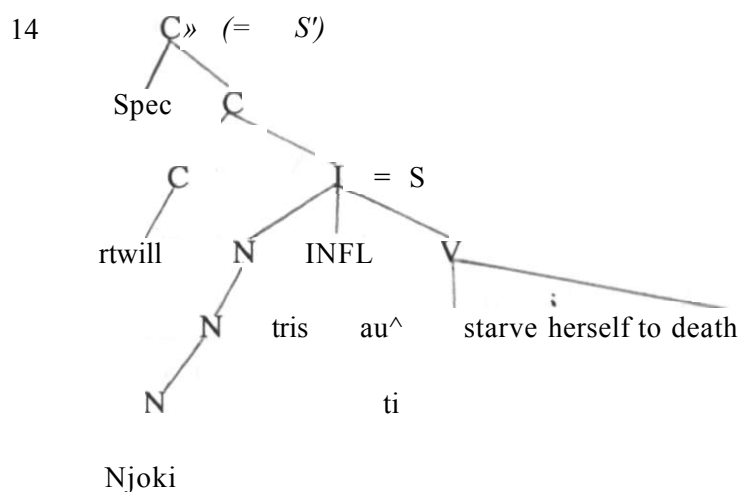 14 C» (= S')
Spec C
C I = S
rtwill N INFL V
N tris au^ starve herself to death
N ti
Njoki